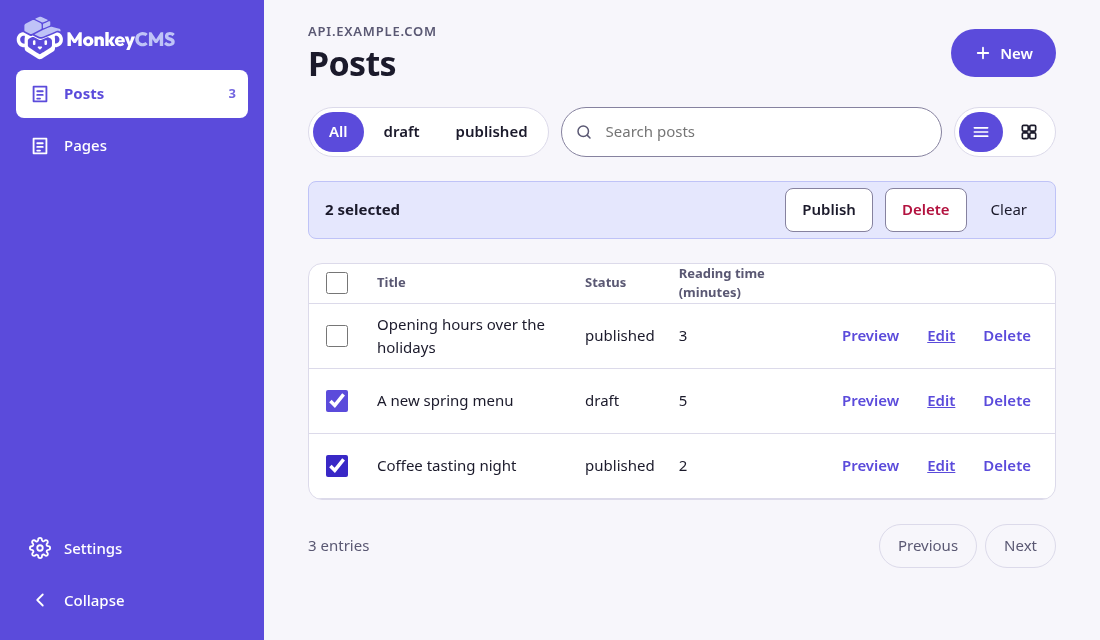 MonkeyCMS
Posts 3
Pages
Settings
Collapse
API.EXAMPLE.COM
Posts
New
All draft published
Search posts
2 selected Publish Delete Clear
Title Status Reading time
(minutes)
Opening hours over the
holidays published 3 Preview Edit Delete
A new spring menu draft 5 Preview Edit Delete
Coffee tasting night published 2 Preview Edit Delete
3 entries Previous Next